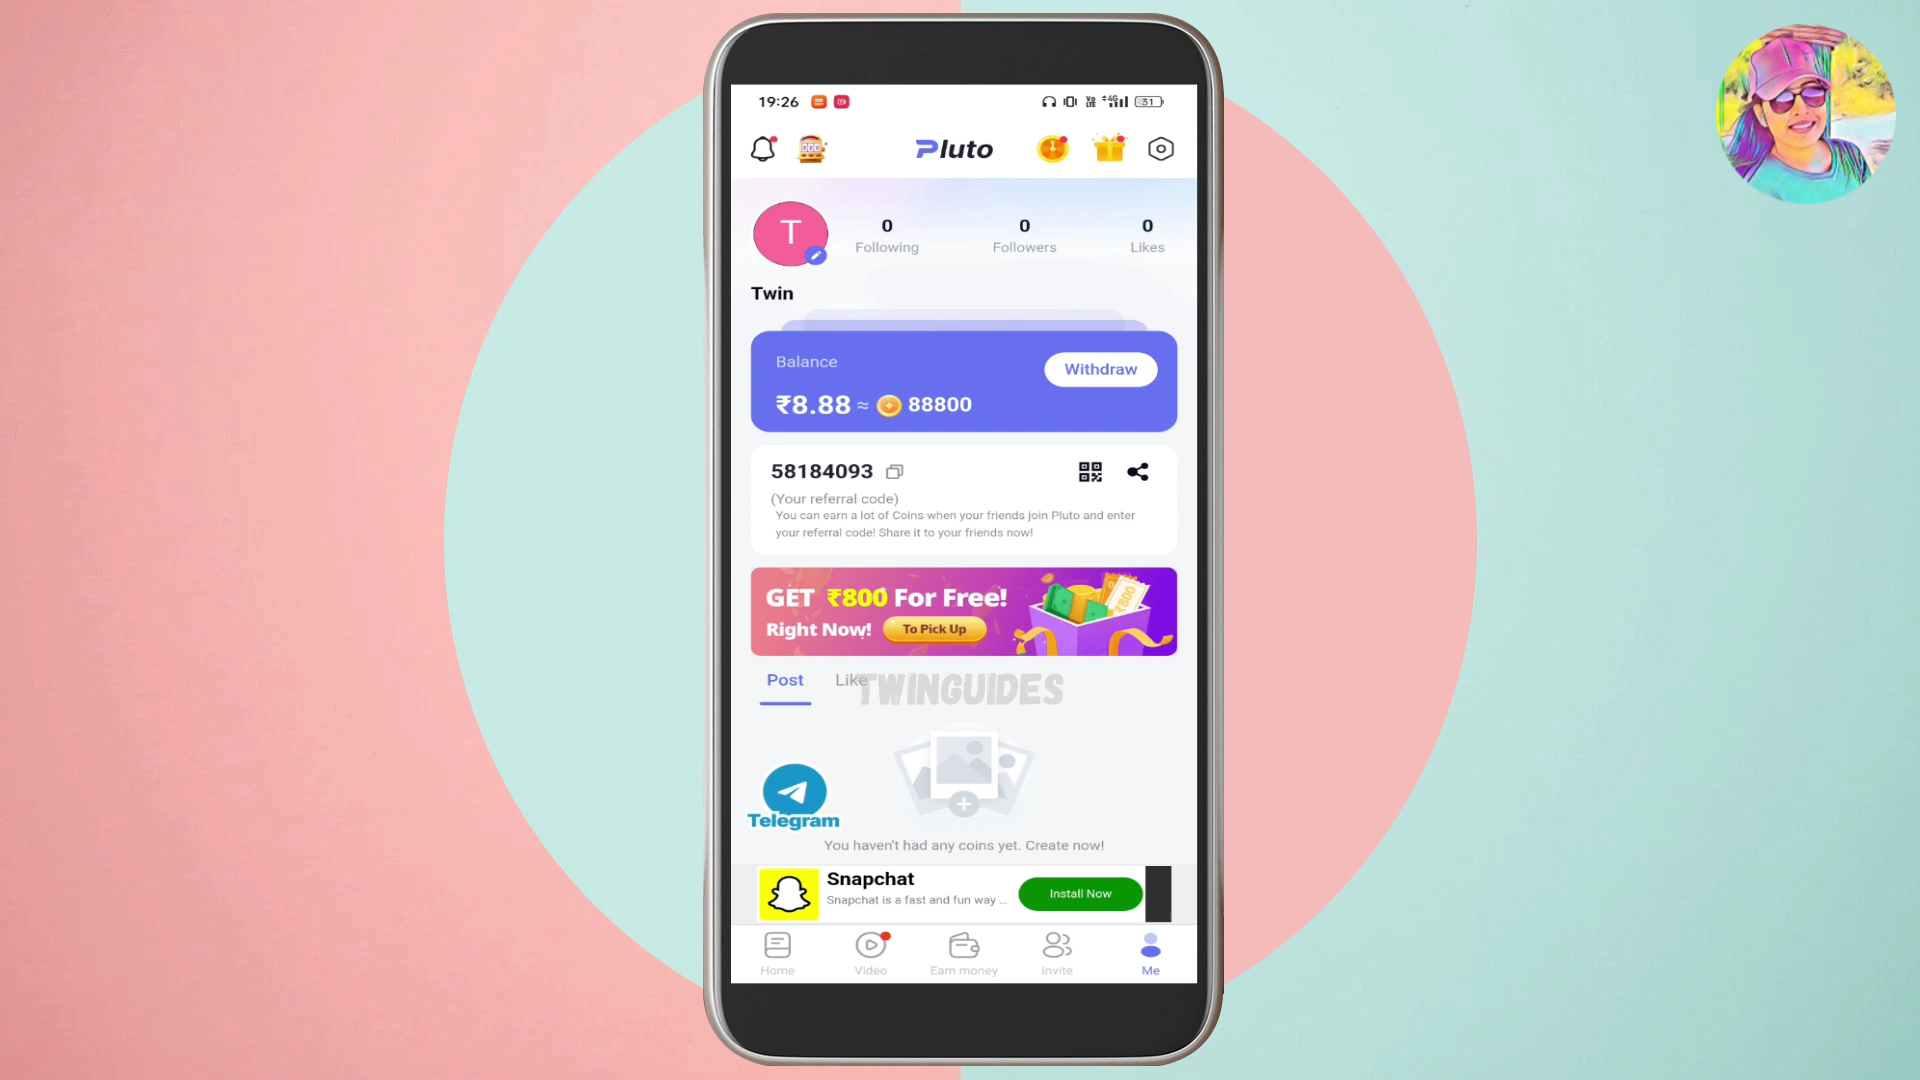 19:26
31
Pluto
T
0 0 0
Following Followers Likes
Twin
Balance
Withdraw
₹8.88 ≈ 88800
58184093
(Your referral code)
You can earn a lot of Coins when your friends join Pluto and enter
your referral code! Share it to your friends now!
GET ₹800 For Free!
Right Now! To Pick Up
Post Like
TWINGUIDES
Telegram
You haven't had any coins yet. Create now!
Snapchat
Snapchat is a fast and fun way ...
Install Now
Home Video Earn money Invite Me